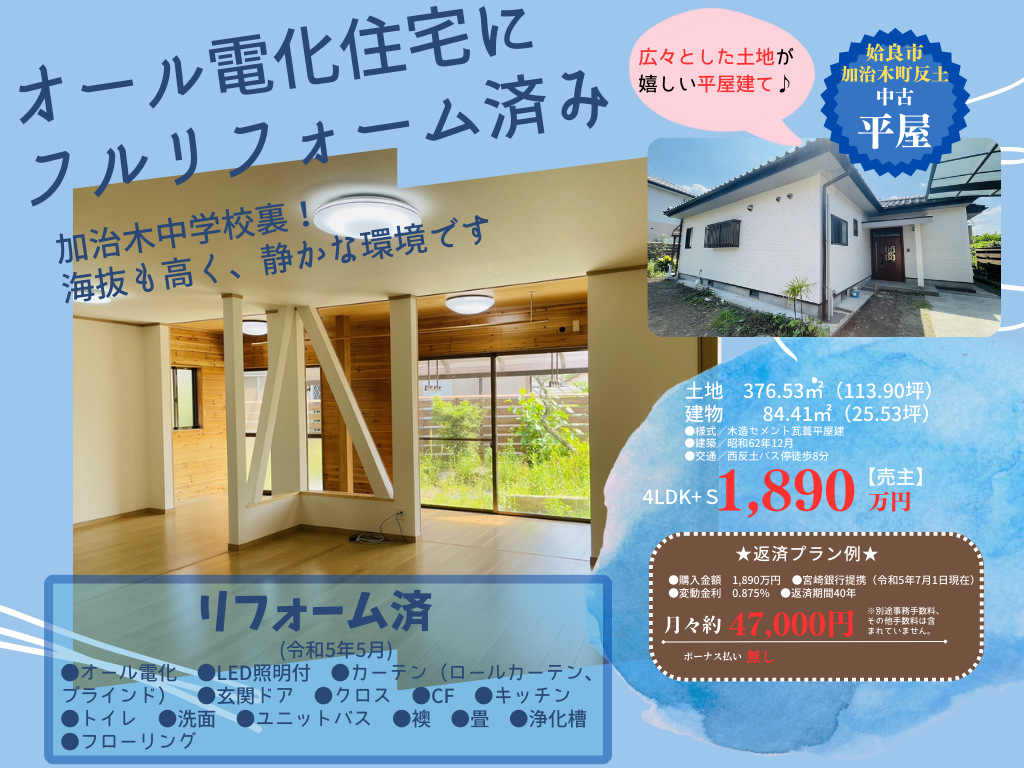 オール電化住宅に
フルリフォーム済み
加治木中学校裏！
海抜も高く、静かな環境です
広々とした土地が
嬉しい平屋建て♪
姶良市
加治木町反土
中古
平屋
土地　376.53㎡（113.90坪）
建物　84.41㎡（25.53坪）
●様式／木造セメント瓦葺平屋建
●建築／昭和62年12月
●交通／西反土バス停徒歩8分
4LDK+S 1,890万円【売主】
★返済プラン例★
●購入金額　1,890万円　●宮崎銀行提携（令和5年7月1日現在）
●変動金利　0.875%　●返済期間40年
月々約 47,000円
※別途事務手数料、
その他手数料は含
まれていません。
ボーナス払い 無し
リフォーム済
(令和5年5月)
●オール電化　●LED照明付　●カーテン（ロールカーテン、
ブラインド）　●玄関ドア　●クロス　●CF　●キッチン
●トイレ　●洗面　●ユニットバス　●襖　●畳　●浄化槽
●フローリング